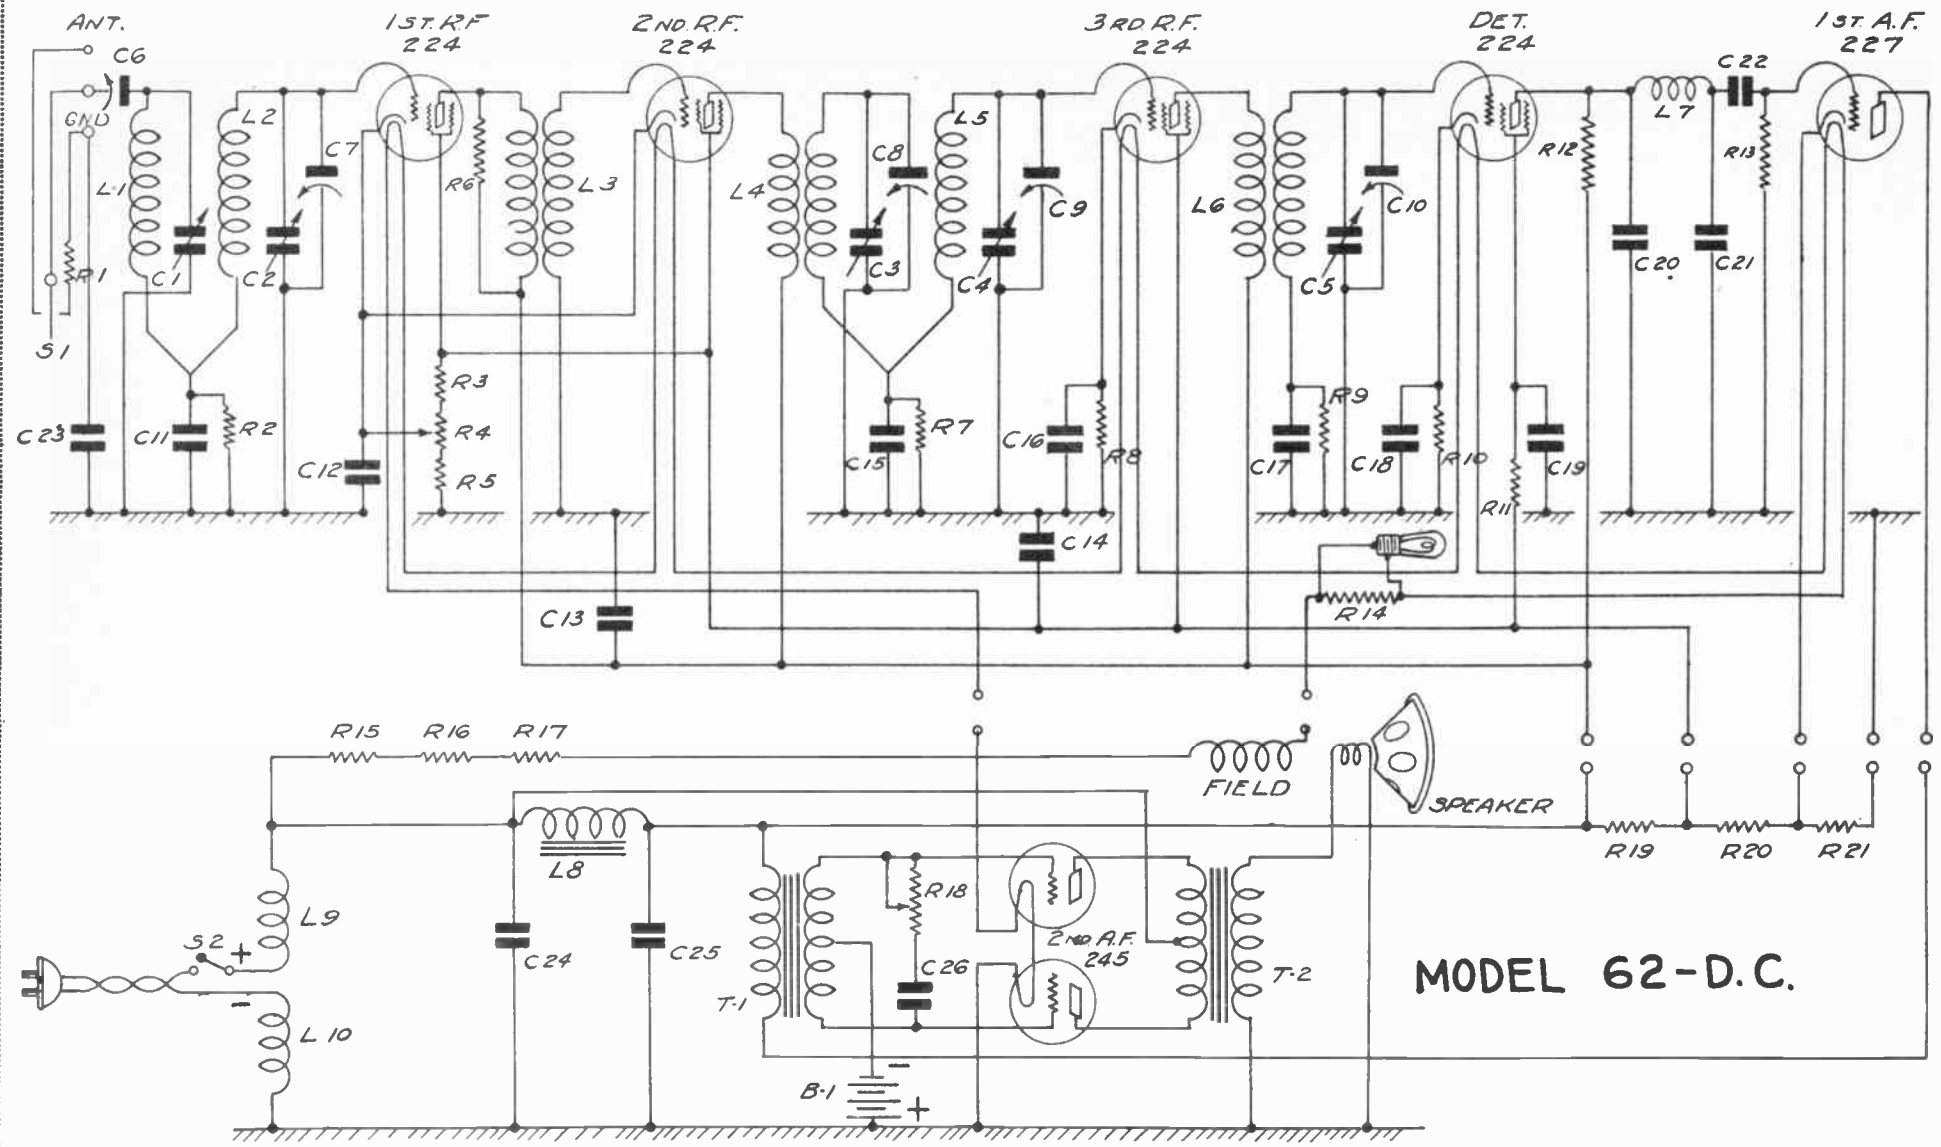 ANT.
1ST. R.F
224
2ND. R.F.
224
3RD R.F.
224
DET.
224
1ST A.F.
227
C6
GND
L2
C7
L·1
R1
C1
C2
S1
R6
L3
L4
C8
L5
C9
C3
C4
L6
C10
C5
R12
L7
C22
R13
C20
C21
C23
C11
R2
C12
R3
R4
R5
C15
R7
C16
R8
C17
R9
C18
R10
R11
C19
C14
C13
R14
R15
R16
R17
FIELD
SPEAKER
R19
R20
R21
L8
L9
S2
+
−
L10
C24
C25
T·1
R18
C26
2ND A.F.
245
T·2
B·1
−
+
MODEL 62-D.C.